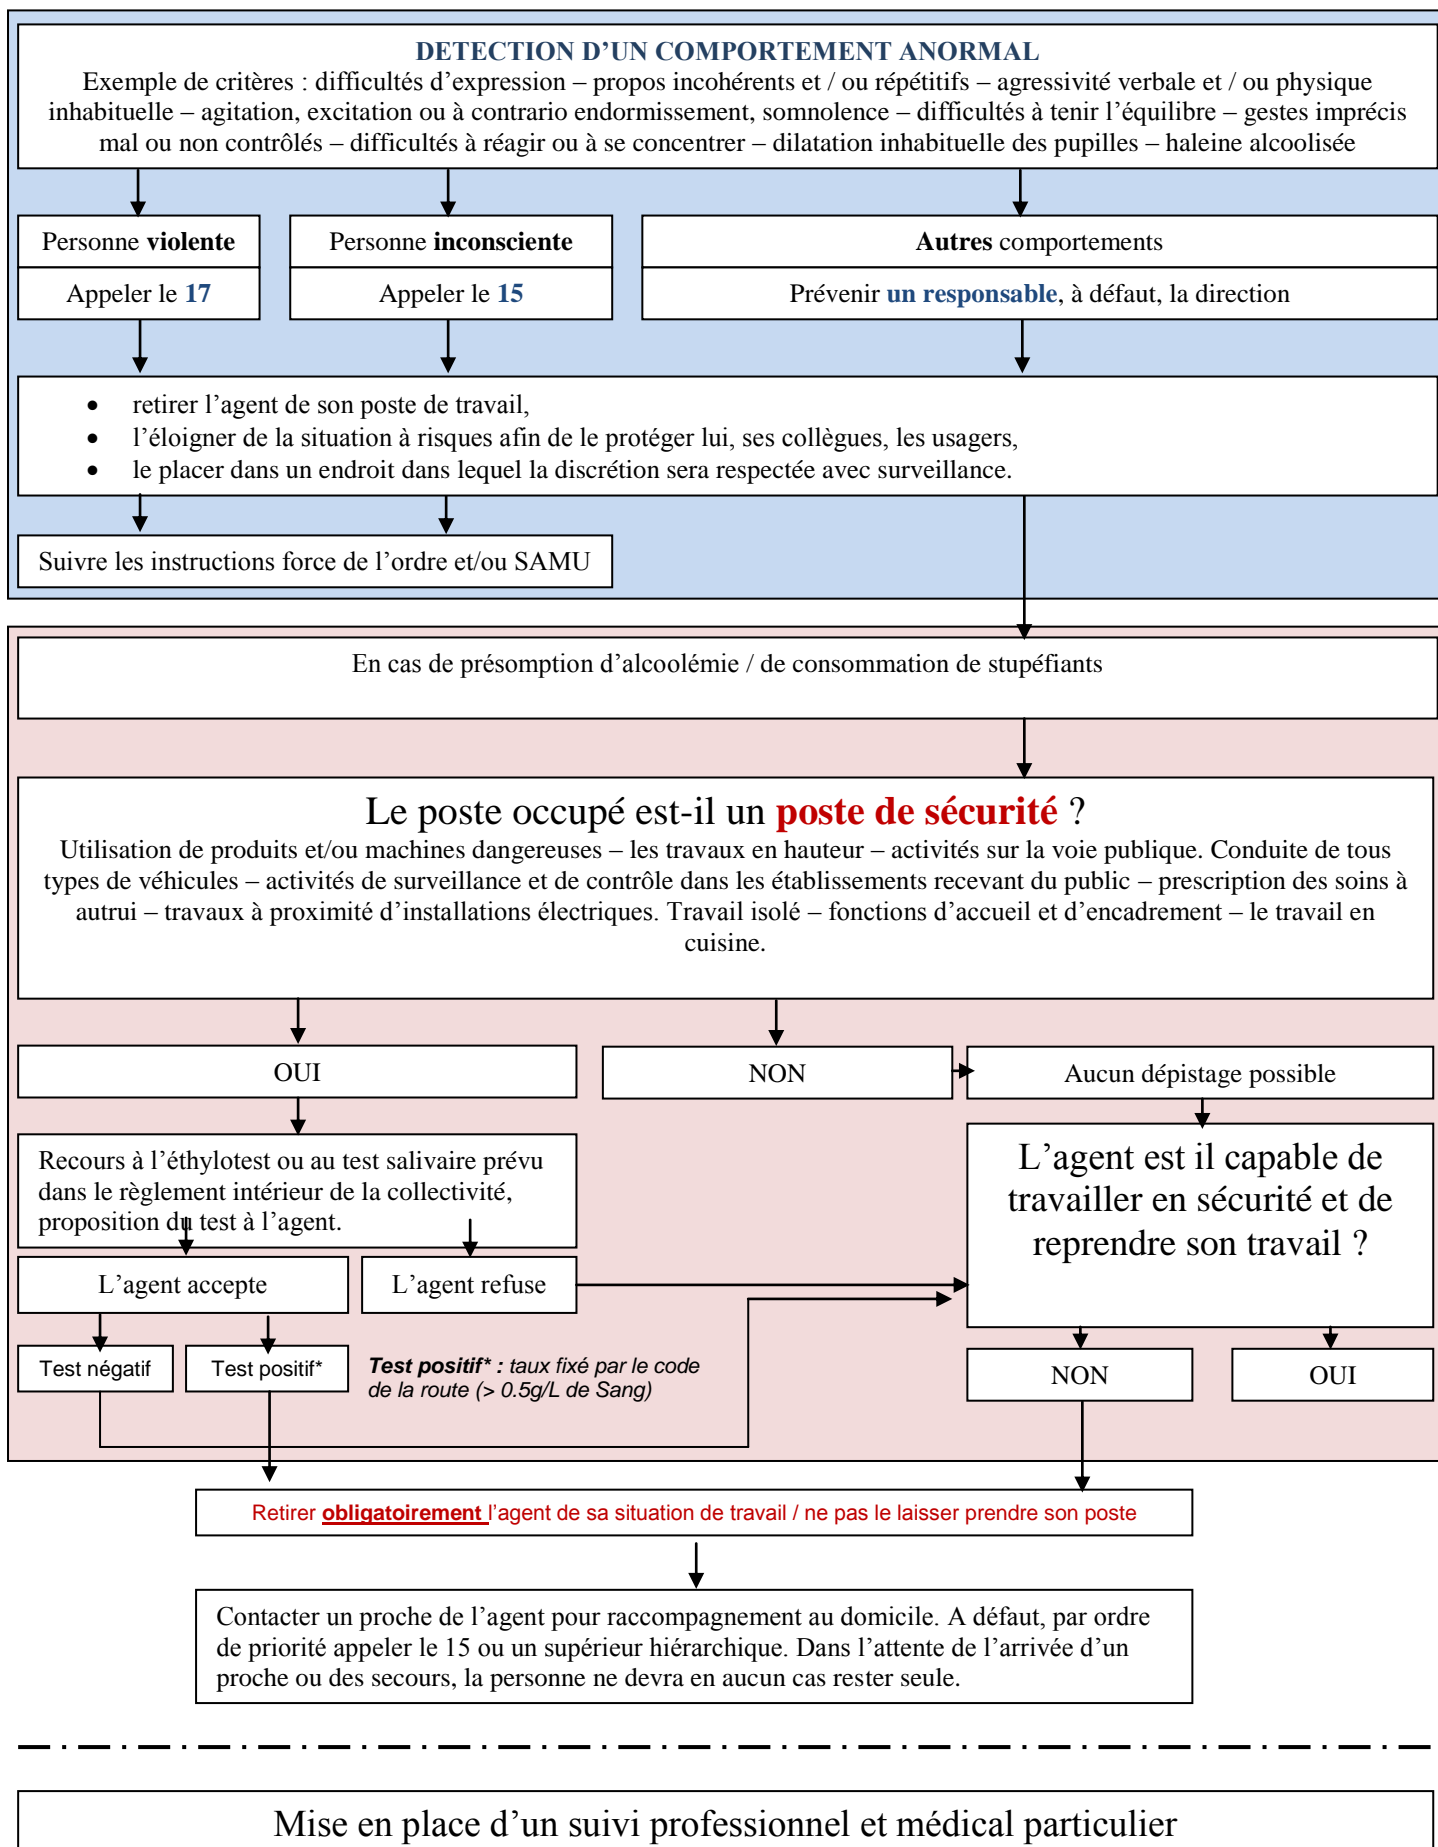 DETECTION D’UN COMPORTEMENT ANORMAL
Exemple de critères : difficultés d’expression – propos incohérents et / ou répétitifs – agressivité verbale et / ou physique
inhabituelle – agitation, excitation ou à contrario endormissement, somnolence – difficultés à tenir l’équilibre – gestes imprécis
mal ou non contrôlés – difficultés à réagir ou à se concentrer – dilatation inhabituelle des pupilles – haleine alcoolisée
Personne violente
Appeler le 17
Personne inconsciente
Appeler le 15
Autres comportements
Prévenir un responsable, à défaut, la direction
• retirer l’agent de son poste de travail,
• l’éloigner de la situation à risques afin de le protéger lui, ses collègues, les usagers,
• le placer dans un endroit dans lequel la discrétion sera respectée avec surveillance.
Suivre les instructions force de l’ordre et/ou SAMU
En cas de présomption d’alcoolémie / de consommation de stupéfiants
Le poste occupé est-il un poste de sécurité ?
Utilisation de produits et/ou machines dangereuses – les travaux en hauteur – activités sur la voie publique. Conduite de tous
types de véhicules – activités de surveillance et de contrôle dans les établissements recevant du public – prescription des soins à
autrui – travaux à proximité d’installations électriques. Travail isolé – fonctions d’accueil et d’encadrement – le travail en
cuisine.
OUI
NON
Aucun dépistage possible
Recours à l’éthylotest ou au test salivaire prévu
dans le règlement intérieur de la collectivité,
proposition du test à l’agent.
L’agent est il capable de
travailler en sécurité et de
reprendre son travail ?
L’agent accepte
L’agent refuse
Test négatif
Test positif*
Test positif* : taux fixé par le code
de la route (> 0.5g/L de Sang)
NON
OUI
Retirer obligatoirement l’agent de sa situation de travail / ne pas le laisser prendre son poste
Contacter un proche de l’agent pour raccompagnement au domicile. A défaut, par ordre
de priorité appeler le 15 ou un supérieur hiérarchique. Dans l’attente de l’arrivée d’un
proche ou des secours, la personne ne devra en aucun cas rester seule.
Mise en place d’un suivi professionnel et médical particulier